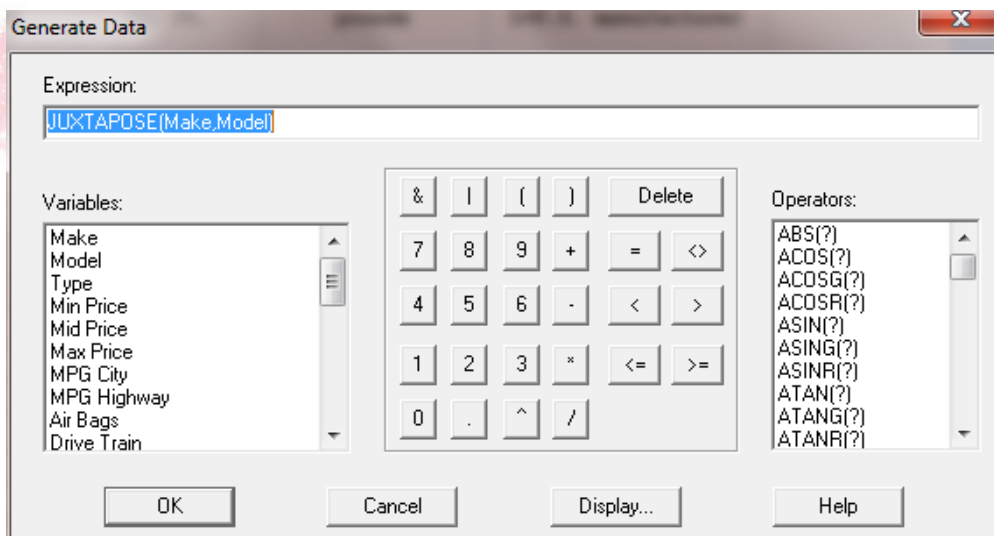 Generate Data
Expression:
JUXTAPOSE(Make,Model)
Variables:
Make
Model
Type
Min Price
Mid Price
Max Price
MPG City
MPG Highway
Air Bags
Drive Train
& | ( ) Delete
7 8 9 + = <>
4 5 6 - < >
1 2 3 * <= >=
0 . ^ /
Operators:
ABS(?)
ACOS(?)
ACOSG(?)
ACOSR(?)
ASIN(?)
ASING(?)
ASINR(?)
ATAN(?)
ATANG(?)
ATANR(?)
OK Cancel Display... Help